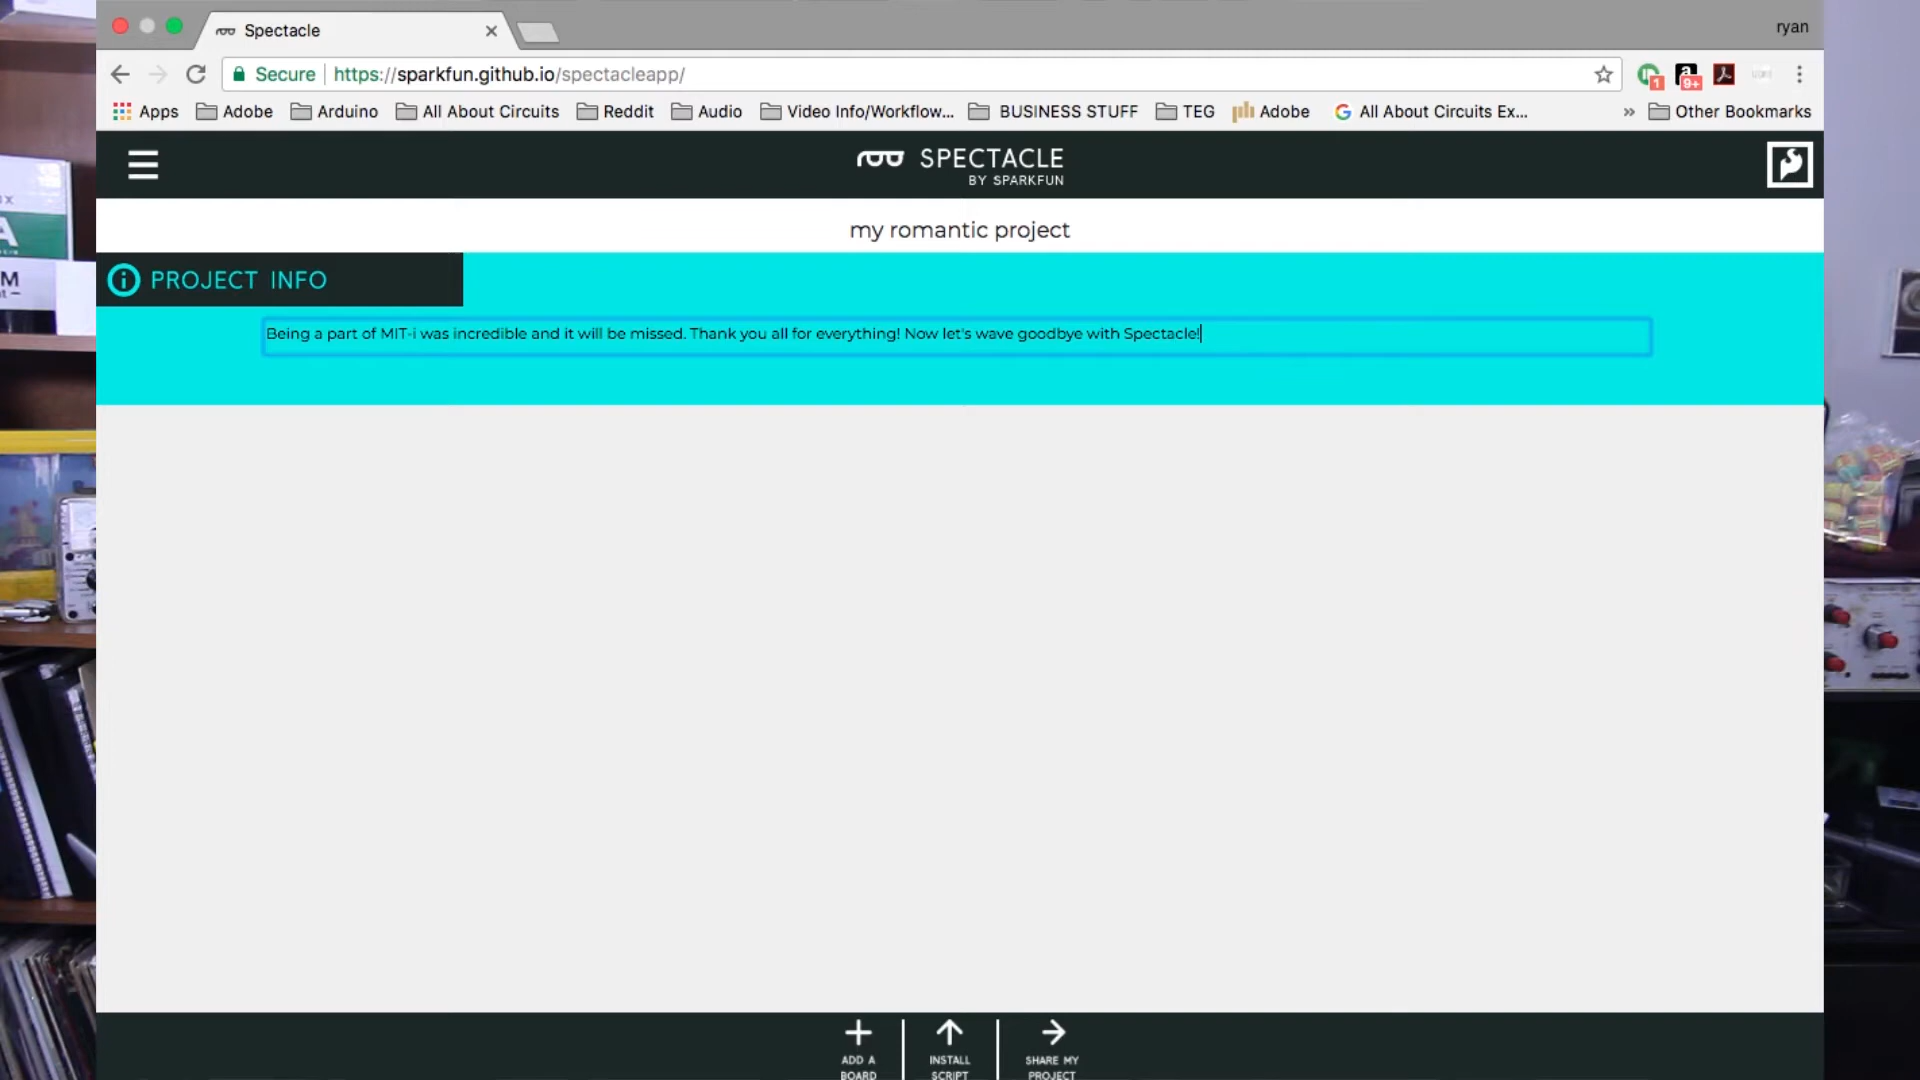 Spectacle
ryan
Secure https://sparkfun.github.io/spectacleapp/
1
9+
Apps Adobe Arduino All About Circuits Reddit Audio Video Info/Workflow... BUSINESS STUFF TEG Adobe All About Circuits Ex... » Other Bookmarks
SPECTACLE
BY SPARKFUN
my romantic project
PROJECT INFO
Being a part of MIT-i was incredible and it will be missed. Thank you all for everything! Now let's wave goodbye with Spectacle!
ADD A
BOARD
INSTALL
SCRIPT
SHARE MY
PROJECT